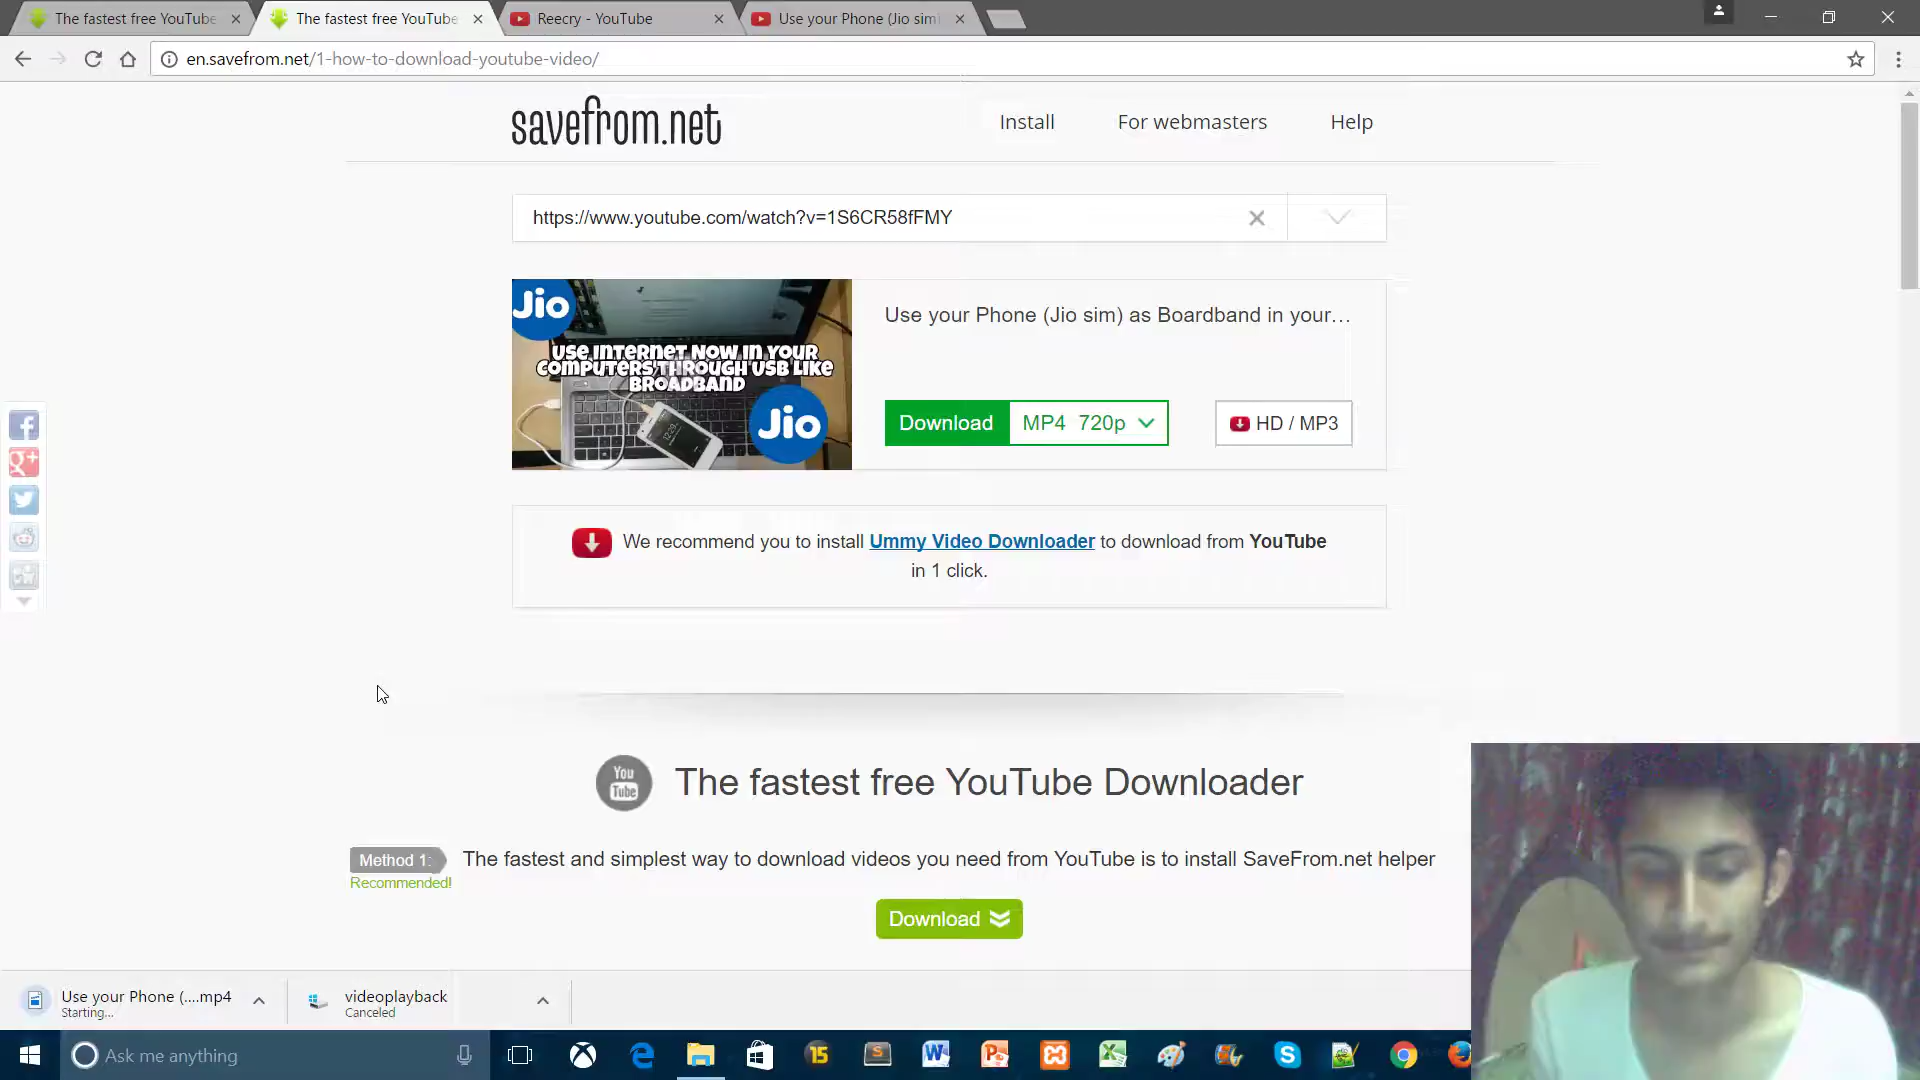 The fastest free YouTube
The fastest free YouTube
Reecry - YouTube
Use your Phone (Jio sim)
en.savefrom.net/1-how-to-download-youtube-video/
savefrom.net
Install
For webmasters
Help
https://www.youtube.com/watch?v=1S6CR58fFMY
Jio
USE INTERNET NOW IN YOUR
COMPUTERS THROUGH USB LIKE
BROADBAND
Jio
Use your Phone (Jio sim) as Boardband in your...
Download MP4 720p
HD / MP3
We recommend you to install Ummy Video Downloader to download from YouTube
in 1 click.
You
Tube
The fastest free YouTube Downloader
Method 1:
The fastest and simplest way to download videos you need from YouTube is to install SaveFrom.net helper
Recommended!
Download
Use your Phone (....mp4
Starting...
videoplayback
Canceled
Ask me anything
15